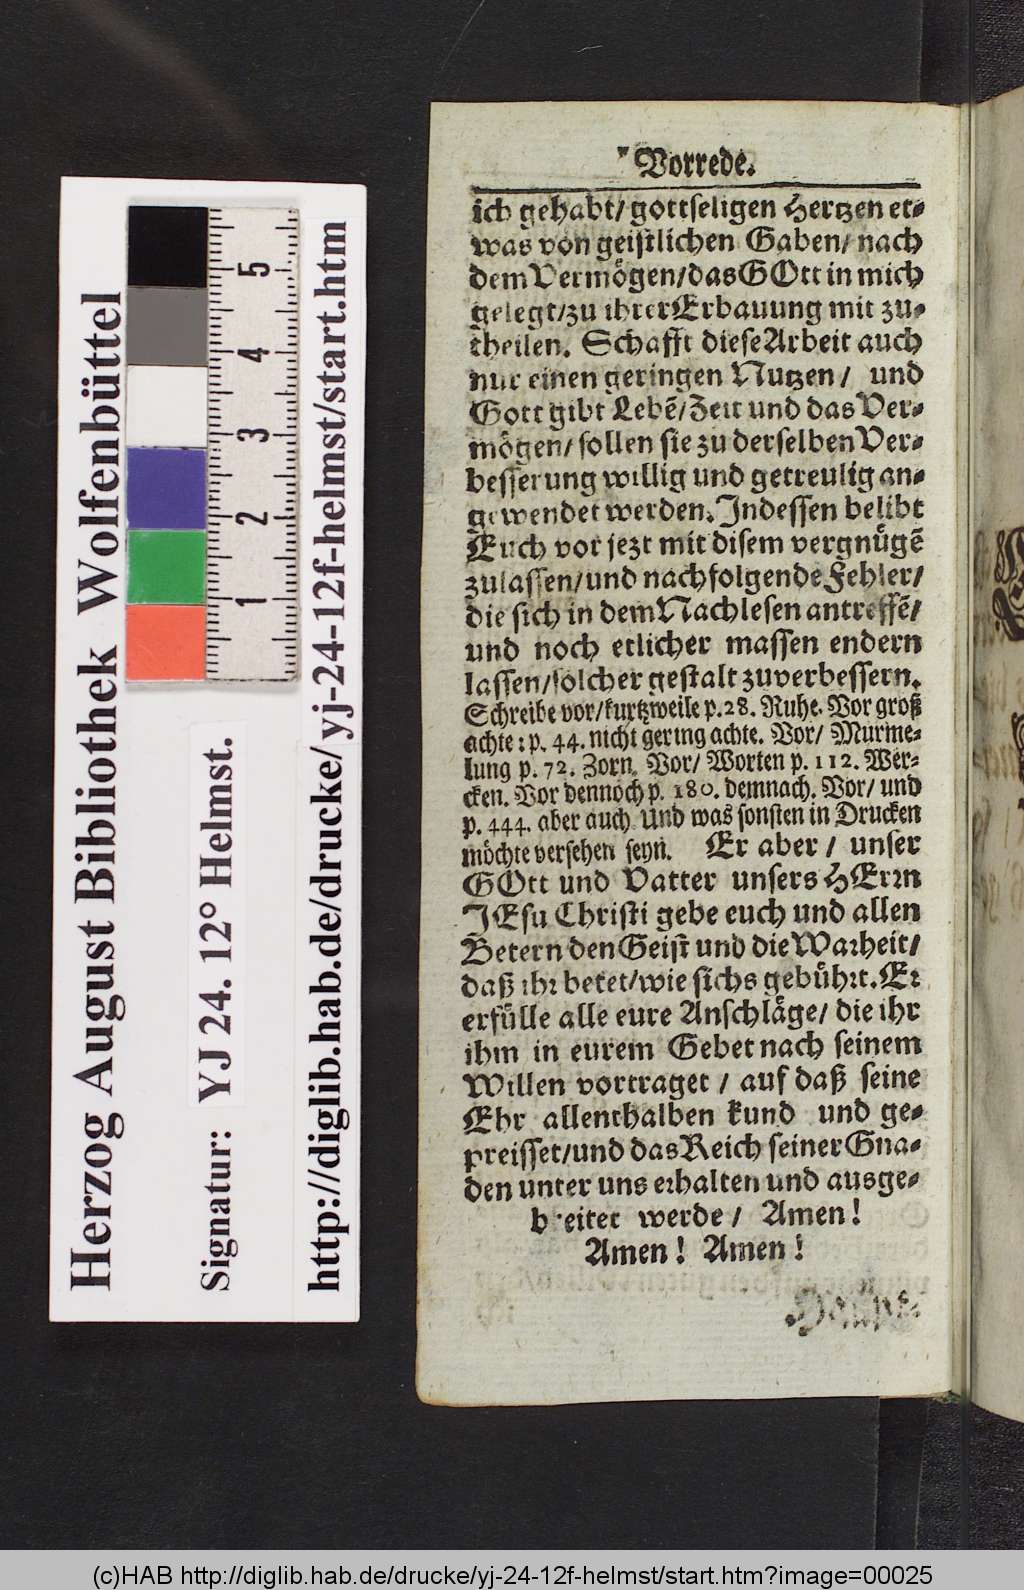 Vorrede.
ich gehabt/ gottseligen Hertzen et-
was von geistlichen Gaben/ nach
dem Vermögen/das GOtt in mich
gelegt/zu ihrer Erbauung mit zu-
theilen. Schafft diese Arbeit auch
nur einen geringen Nutzen/ und
Gott gibt Lebẽ/Zeit und das Ver-
mögen/ sollen sie zu derselben Ver-
besserung willig und getreulig an-
gewendet werden. Indessen belibt
Euch vor jezt mit disem vergnügẽ
zulassen/und nachfolgende Fehler/
die sich in dem Nachlesen antreffẽ/
und noch etlicher massen endern
lassen/solcher gestalt zuverbessern.
Schreibe vor/kurtzweile p.28. Ruhe. Vor groß
achte: p. 44. nicht gering achte. Vor/ Murme-
lung p. 72. Zorn. Vor/ Worten p. 112. Wer-
cken. Vor dennoch p. 180. demnach. Vor/ und
p. 444. aber auch. Und was sonsten in Drucken
möchte versehen seyn. Er aber/ unser
GOtt und Vatter unsers HErꝛn
JEsu Christi gebe euch und allen
Betern den Geist und die Waꝛheit/
daß ihꝛ betet/wie sichs gebühꝛt. Eꝛ
erfülle alle eure Anschläge/ die ihr
ihm in eurem Gebet nach seinem
Willen vortraget/ auf daß seine
Ehr allenthalben kund und ge-
preisset/und das Reich seiner Gna-
den unter uns eꝛhalten und ausge-
breitet werde/ Amen!
Amen! Amen!
Herzog August Bibliothek Wolfenbüttel
Signatur: YJ 24. 12° Helmst.
http://diglib.hab.de/drucke/yj-24-12f-helmst/start.htm
1 2 3 4 5
(c)HAB http://diglib.hab.de/drucke/yj-24-12f-helmst/start.htm?image=00025